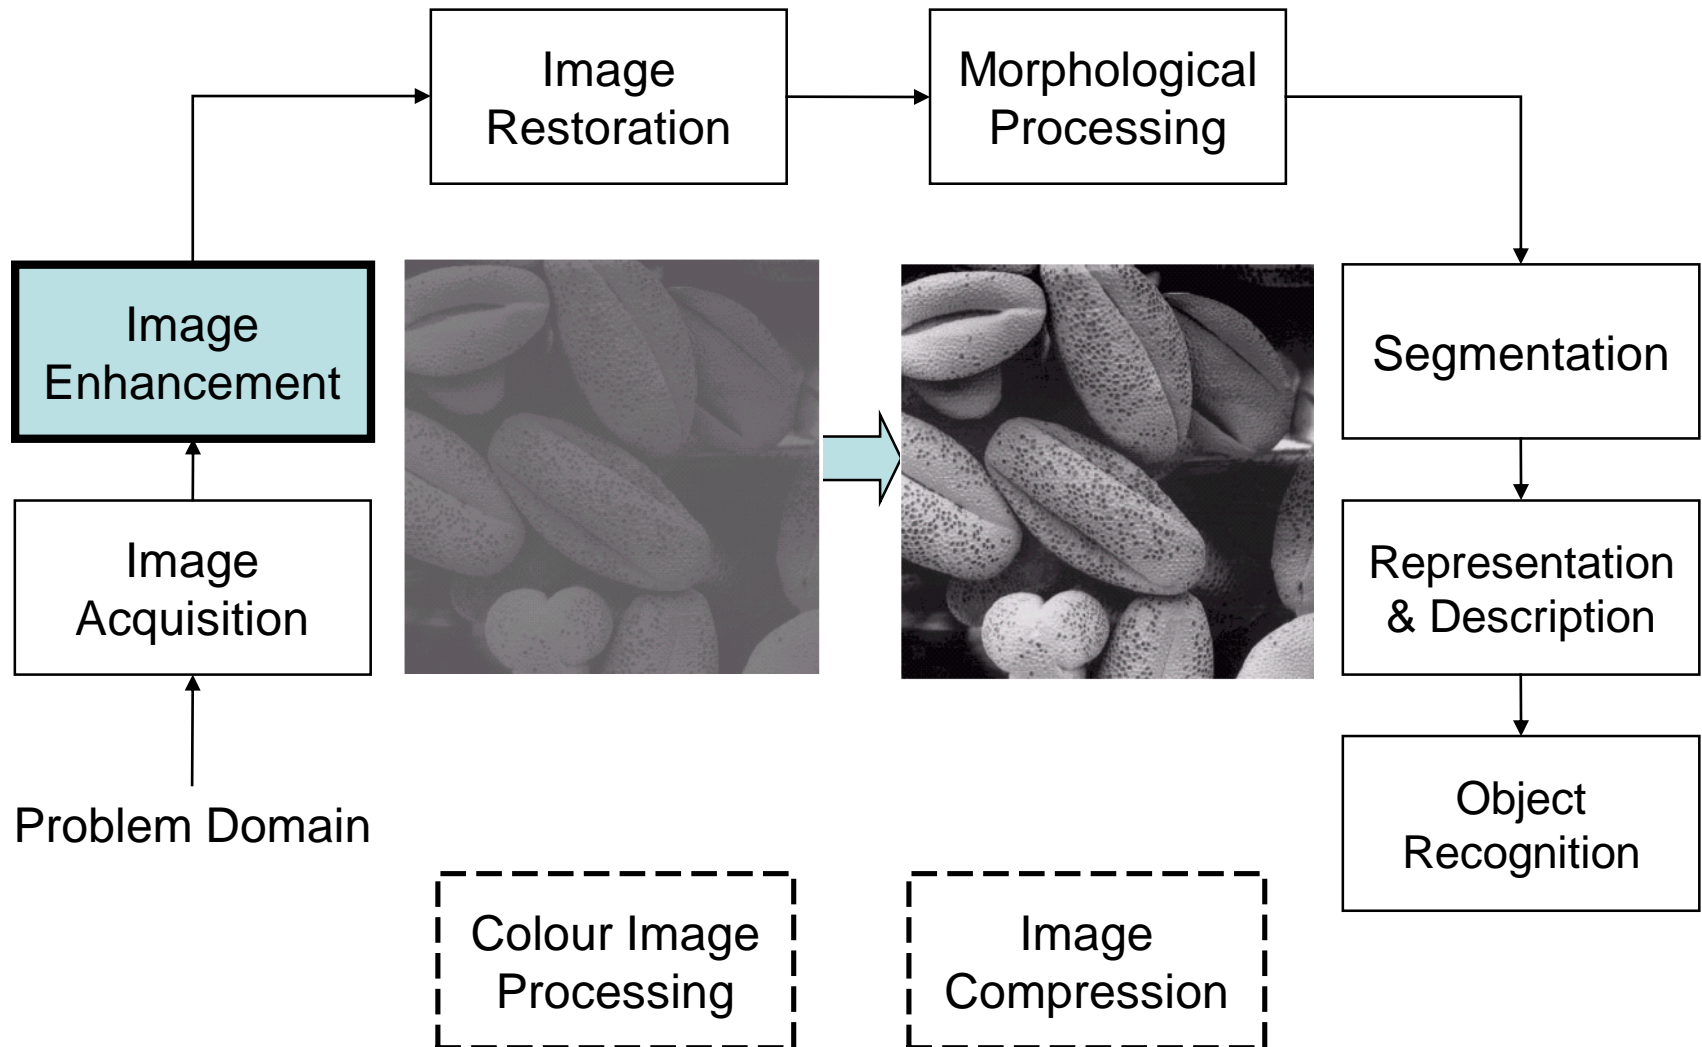 Image
Restoration
Morphological
Processing
Image
Enhancement
Segmentation
Image
Acquisition
Representation
& Description
Problem Domain
Object
Recognition
Colour Image
Processing
Image
Compression